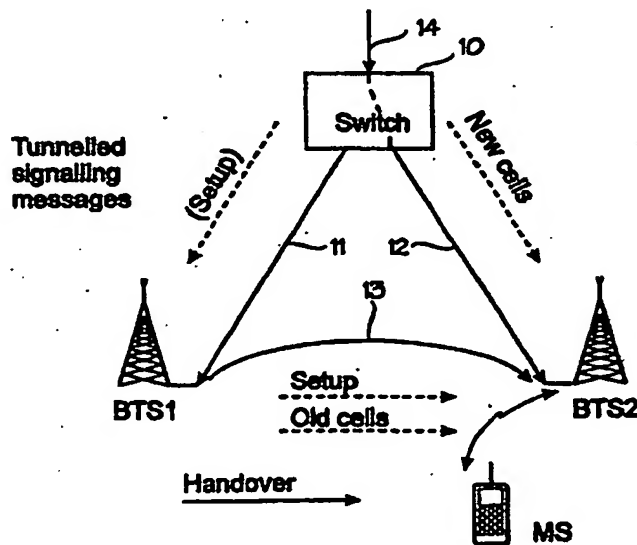 14
10
Switch
Tunnelled
signalling
messages
(Setup)
New cells
11
12
13
BTS1
Setup
BTS2
Old cells
Handover
MS